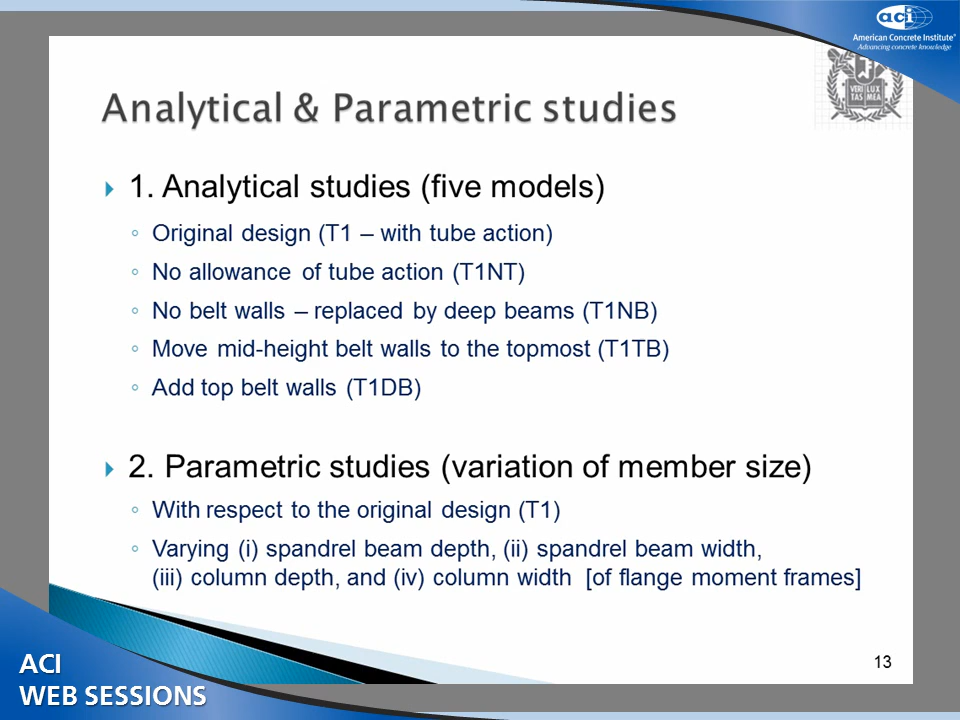 aci
American Concrete Institute®
Advancing concrete knowledge
VERI LUX
TAS MEA
Analytical & Parametric studies
1. Analytical studies (five models)
Original design (T1 – with tube action)
No allowance of tube action (T1NT)
No belt walls – replaced by deep beams (T1NB)
Move mid-height belt walls to the topmost (T1TB)
Add top belt walls (T1DB)
2. Parametric studies (variation of member size)
With respect to the original design (T1)
Varying (i) spandrel beam depth, (ii) spandrel beam width,
(iii) column depth, and (iv) column width [of flange moment frames]
13
ACI
WEB SESSIONS